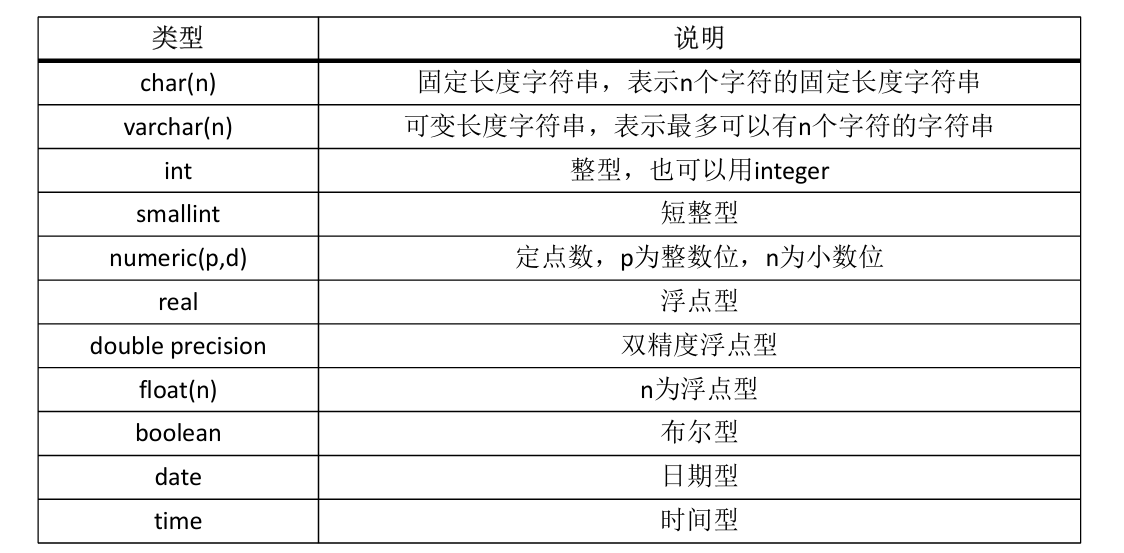 类型 说明
char(n) 固定长度字符串，表示n个字符的固定长度字符串
varchar(n) 可变长度字符串，表示最多可以有n个字符的字符串
int 整型，也可以用integer
smallint 短整型
numeric(p,d) 定点数，p为整数位，n为小数位
real 浮点型
double precision 双精度浮点型
float(n) n为浮点型
boolean 布尔型
date 日期型
time 时间型